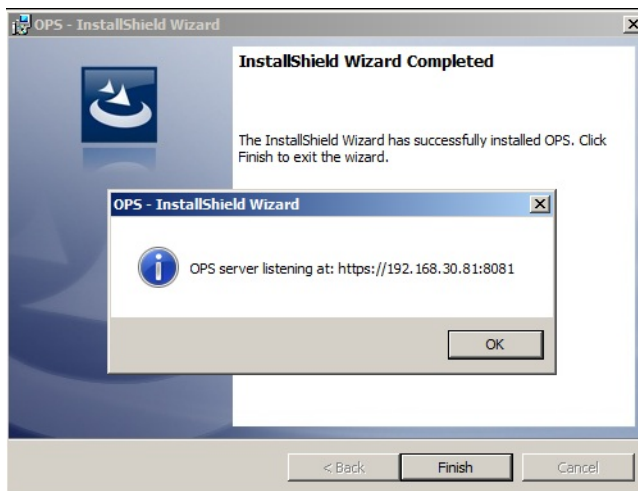 OPS - InstallShield Wizard
InstallShield Wizard Completed
The InstallShield Wizard has successfully installed OPS. Click
Finish to exit the wizard.
OPS - InstallShield Wizard
OPS server listening at: https://192.168.30.81:8081
OK
< Back
Finish
Cancel